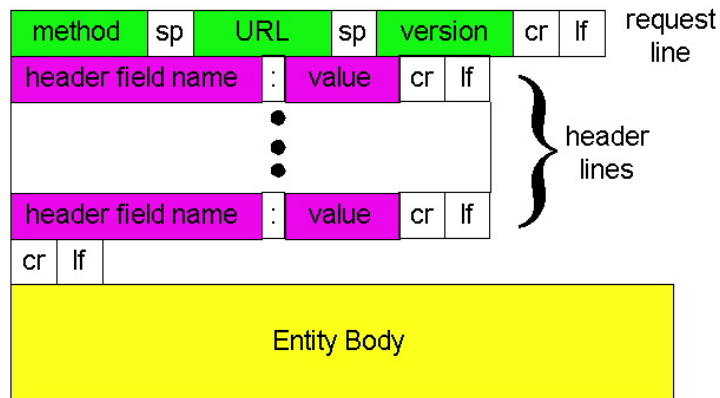 method sp URL sp version cr lf
request
line
header field name : value cr lf
header
lines
header field name : value cr lf
cr lf
Entity Body